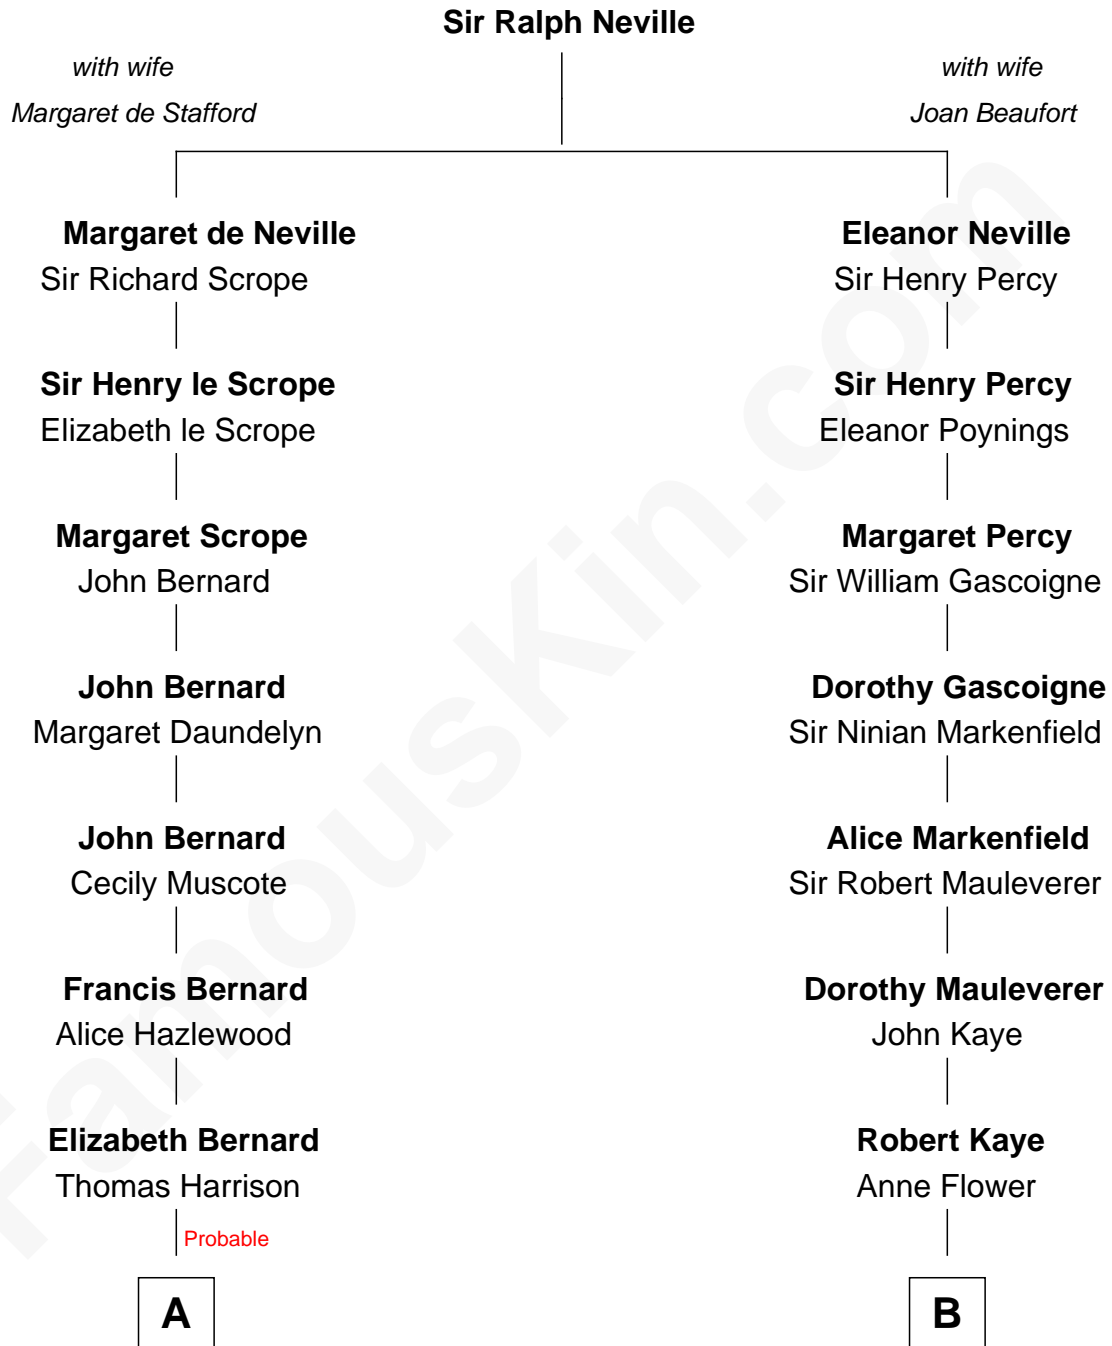 Sir Ralph Neville
with wife
Margaret de Stafford
with wife
Joan Beaufort
Margaret de Neville
Sir Richard Scrope
Eleanor Neville
Sir Henry Percy
Sir Henry le Scrope
Elizabeth le Scrope
Sir Henry Percy
Eleanor Poynings
Margaret Scrope
John Bernard
Margaret Percy
Sir William Gascoigne
John Bernard
Margaret Daundelyn
Dorothy Gascoigne
Sir Ninian Markenfield
John Bernard
Cecily Muscote
Alice Markenfield
Sir Robert Mauleverer
Francis Bernard
Alice Hazlewood
Dorothy Mauleverer
John Kaye
Elizabeth Bernard
Thomas Harrison
Robert Kaye
Anne Flower
Probable
A
B
FamousKin.com